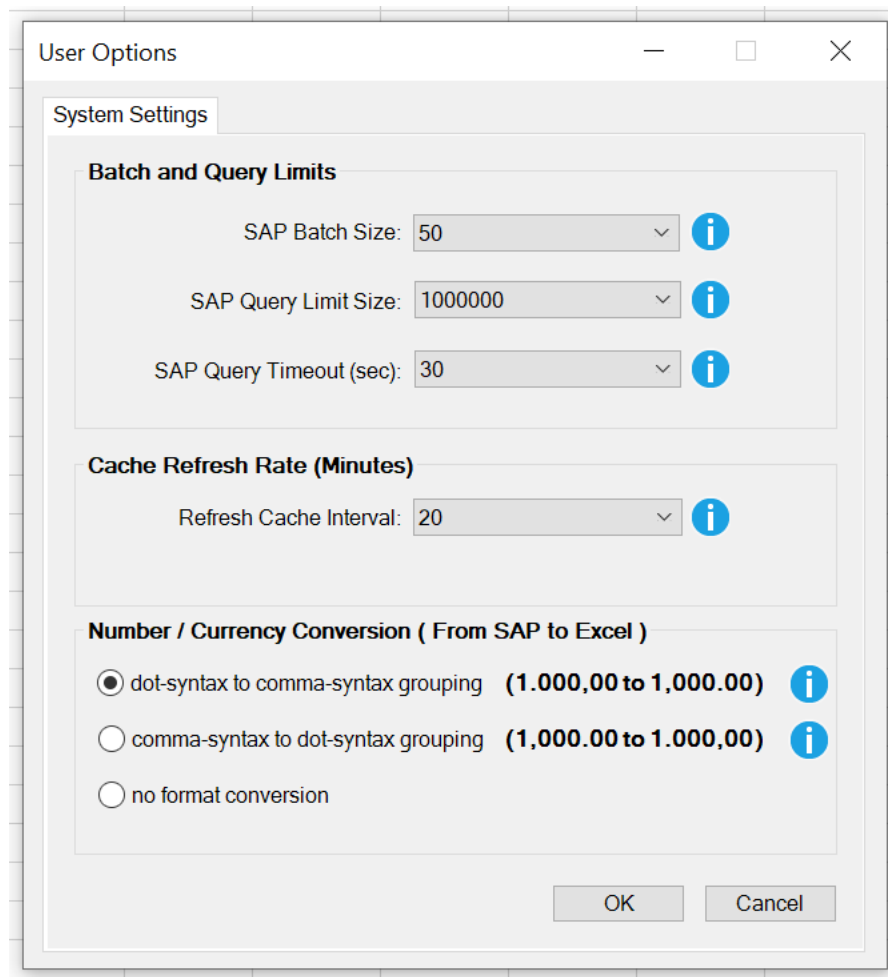 User Options
System Settings
Batch and Query Limits
SAP Batch Size: 50
SAP Query Limit Size: 1000000
SAP Query Timeout (sec): 30
Cache Refresh Rate (Minutes)
Refresh Cache Interval: 20
Number / Currency Conversion ( From SAP to Excel )
dot-syntax to comma-syntax grouping (1.000,00 to 1,000.00)
comma-syntax to dot-syntax grouping (1,000.00 to 1.000,00)
no format conversion
OK Cancel